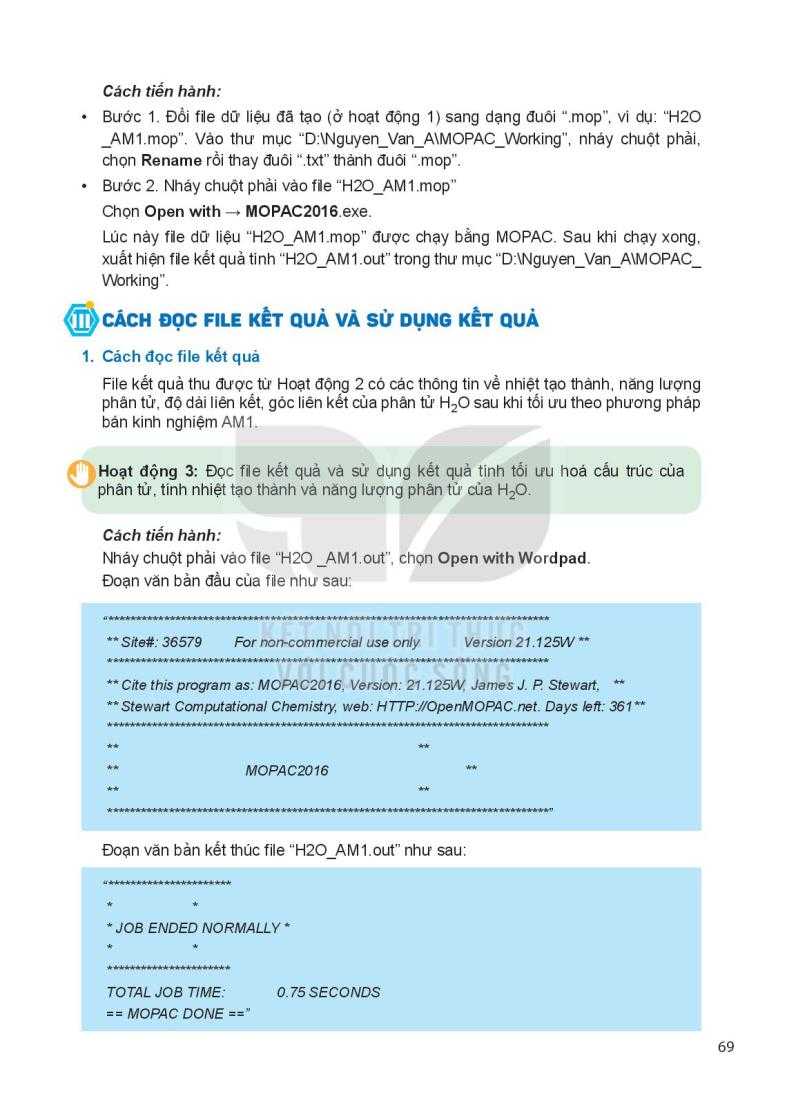 Cách tiến hành:
• Bước 1. Đổi file dữ liệu đã tạo (ở hoạt động 1) sang dạng đuôi “.mop”, ví dụ: “H2O
_AM1.mop”. Vào thư mục “D:\Nguyen_Van_A\MOPAC_Working”, nháy chuột phải,
chọn Rename rồi thay đuôi “.txt” thành đuôi “.mop”.
• Bước 2. Nháy chuột phải vào file “H2O_AM1.mop”
Chọn Open with → MOPAC2016.exe.
Lúc này file dữ liệu “H2O_AM1.mop” được chạy bằng MOPAC. Sau khi chạy xong,
xuất hiện file kết quả tính “H2O_AM1.out” trong thư mục “D:\Nguyen_Van_A\MOPAC_
Working”.
III CÁCH ĐỌC FILE KẾT QUẢ VÀ SỬ DỤNG KẾT QUẢ
1. Cách đọc file kết quả
File kết quả thu được từ Hoạt động 2 có các thông tin về nhiệt tạo thành, năng lượng
phân tử, độ dài liên kết, góc liên kết của phân tử H₂O sau khi tối ưu theo phương pháp
bán kinh nghiệm AM1.
Hoạt động 3: Đọc file kết quả và sử dụng kết quả tính tối ưu hoá cấu trúc của
phân tử, tính nhiệt tạo thành và năng lượng phân tử của H₂O.
Cách tiến hành:
Nháy chuột phải vào file “H2O _AM1.out”, chọn Open with Wordpad.
Đoạn văn bản đầu của file như sau:
“*******************************************************************************
** Site#: 36579 For non-commercial use only Version 21.125W **
*******************************************************************************
** Cite this program as: MOPAC2016, Version: 21.125W, James J. P. Stewart, **
** Stewart Computational Chemistry, web: HTTP://OpenMOPAC.net. Days left: 361**
*******************************************************************************
** **
** MOPAC2016 **
** **
*******************************************************************************”
KẾT NỐI TRI THỨC
VỚI CUỘC SỐNG
Đoạn văn bản kết thúc file “H2O_AM1.out” như sau:
“**********************
* *
* JOB ENDED NORMALLY *
* *
**********************
TOTAL JOB TIME: 0.75 SECONDS
== MOPAC DONE ==”
69